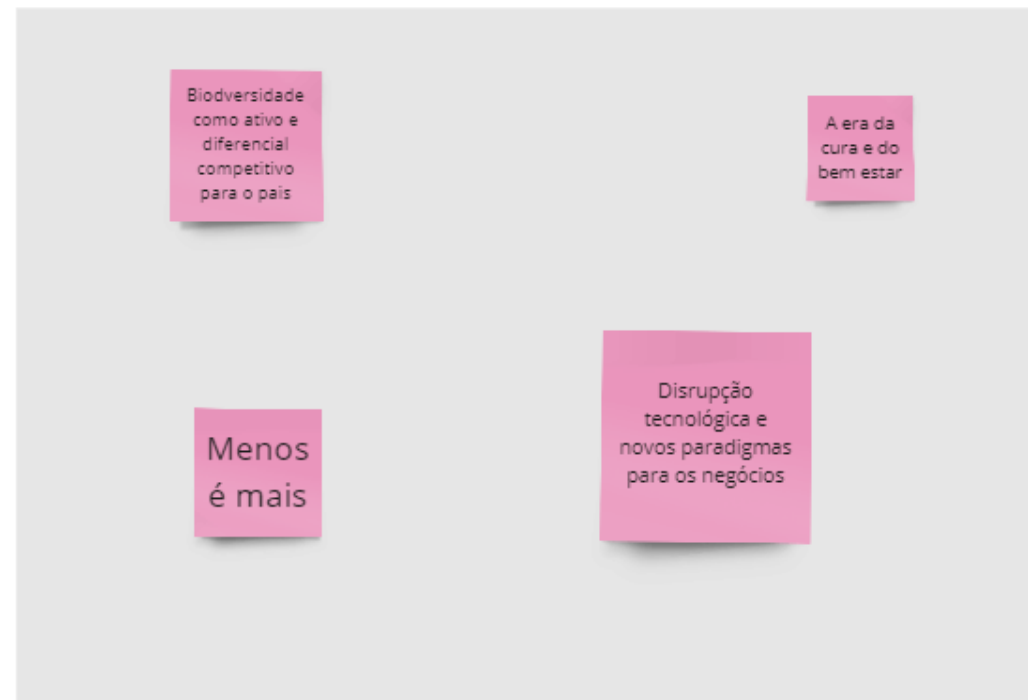 Biodversidade
como ativo e
diferencial
competitivo
para o pais
A era da
cura e do
bem estar
Menos
é mais
Disrupção
tecnológica e
novos paradigmas
para os negócios